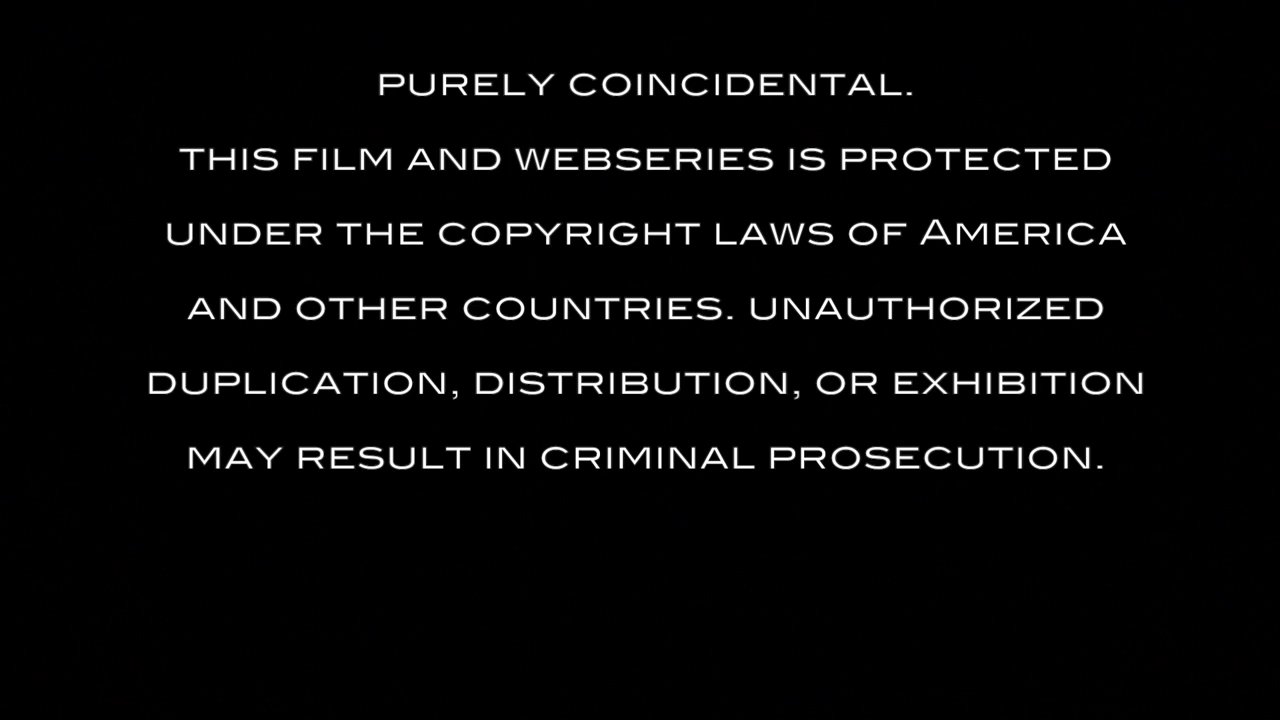 PURELY COINCIDENTAL.
THIS FILM AND WEBSERIES IS PROTECTED
UNDER THE COPYRIGHT LAWS OF AMERICA
AND OTHER COUNTRIES. UNAUTHORIZED
DUPLICATION, DISTRIBUTION, OR EXHIBITION
MAY RESULT IN CRIMINAL PROSECUTION.